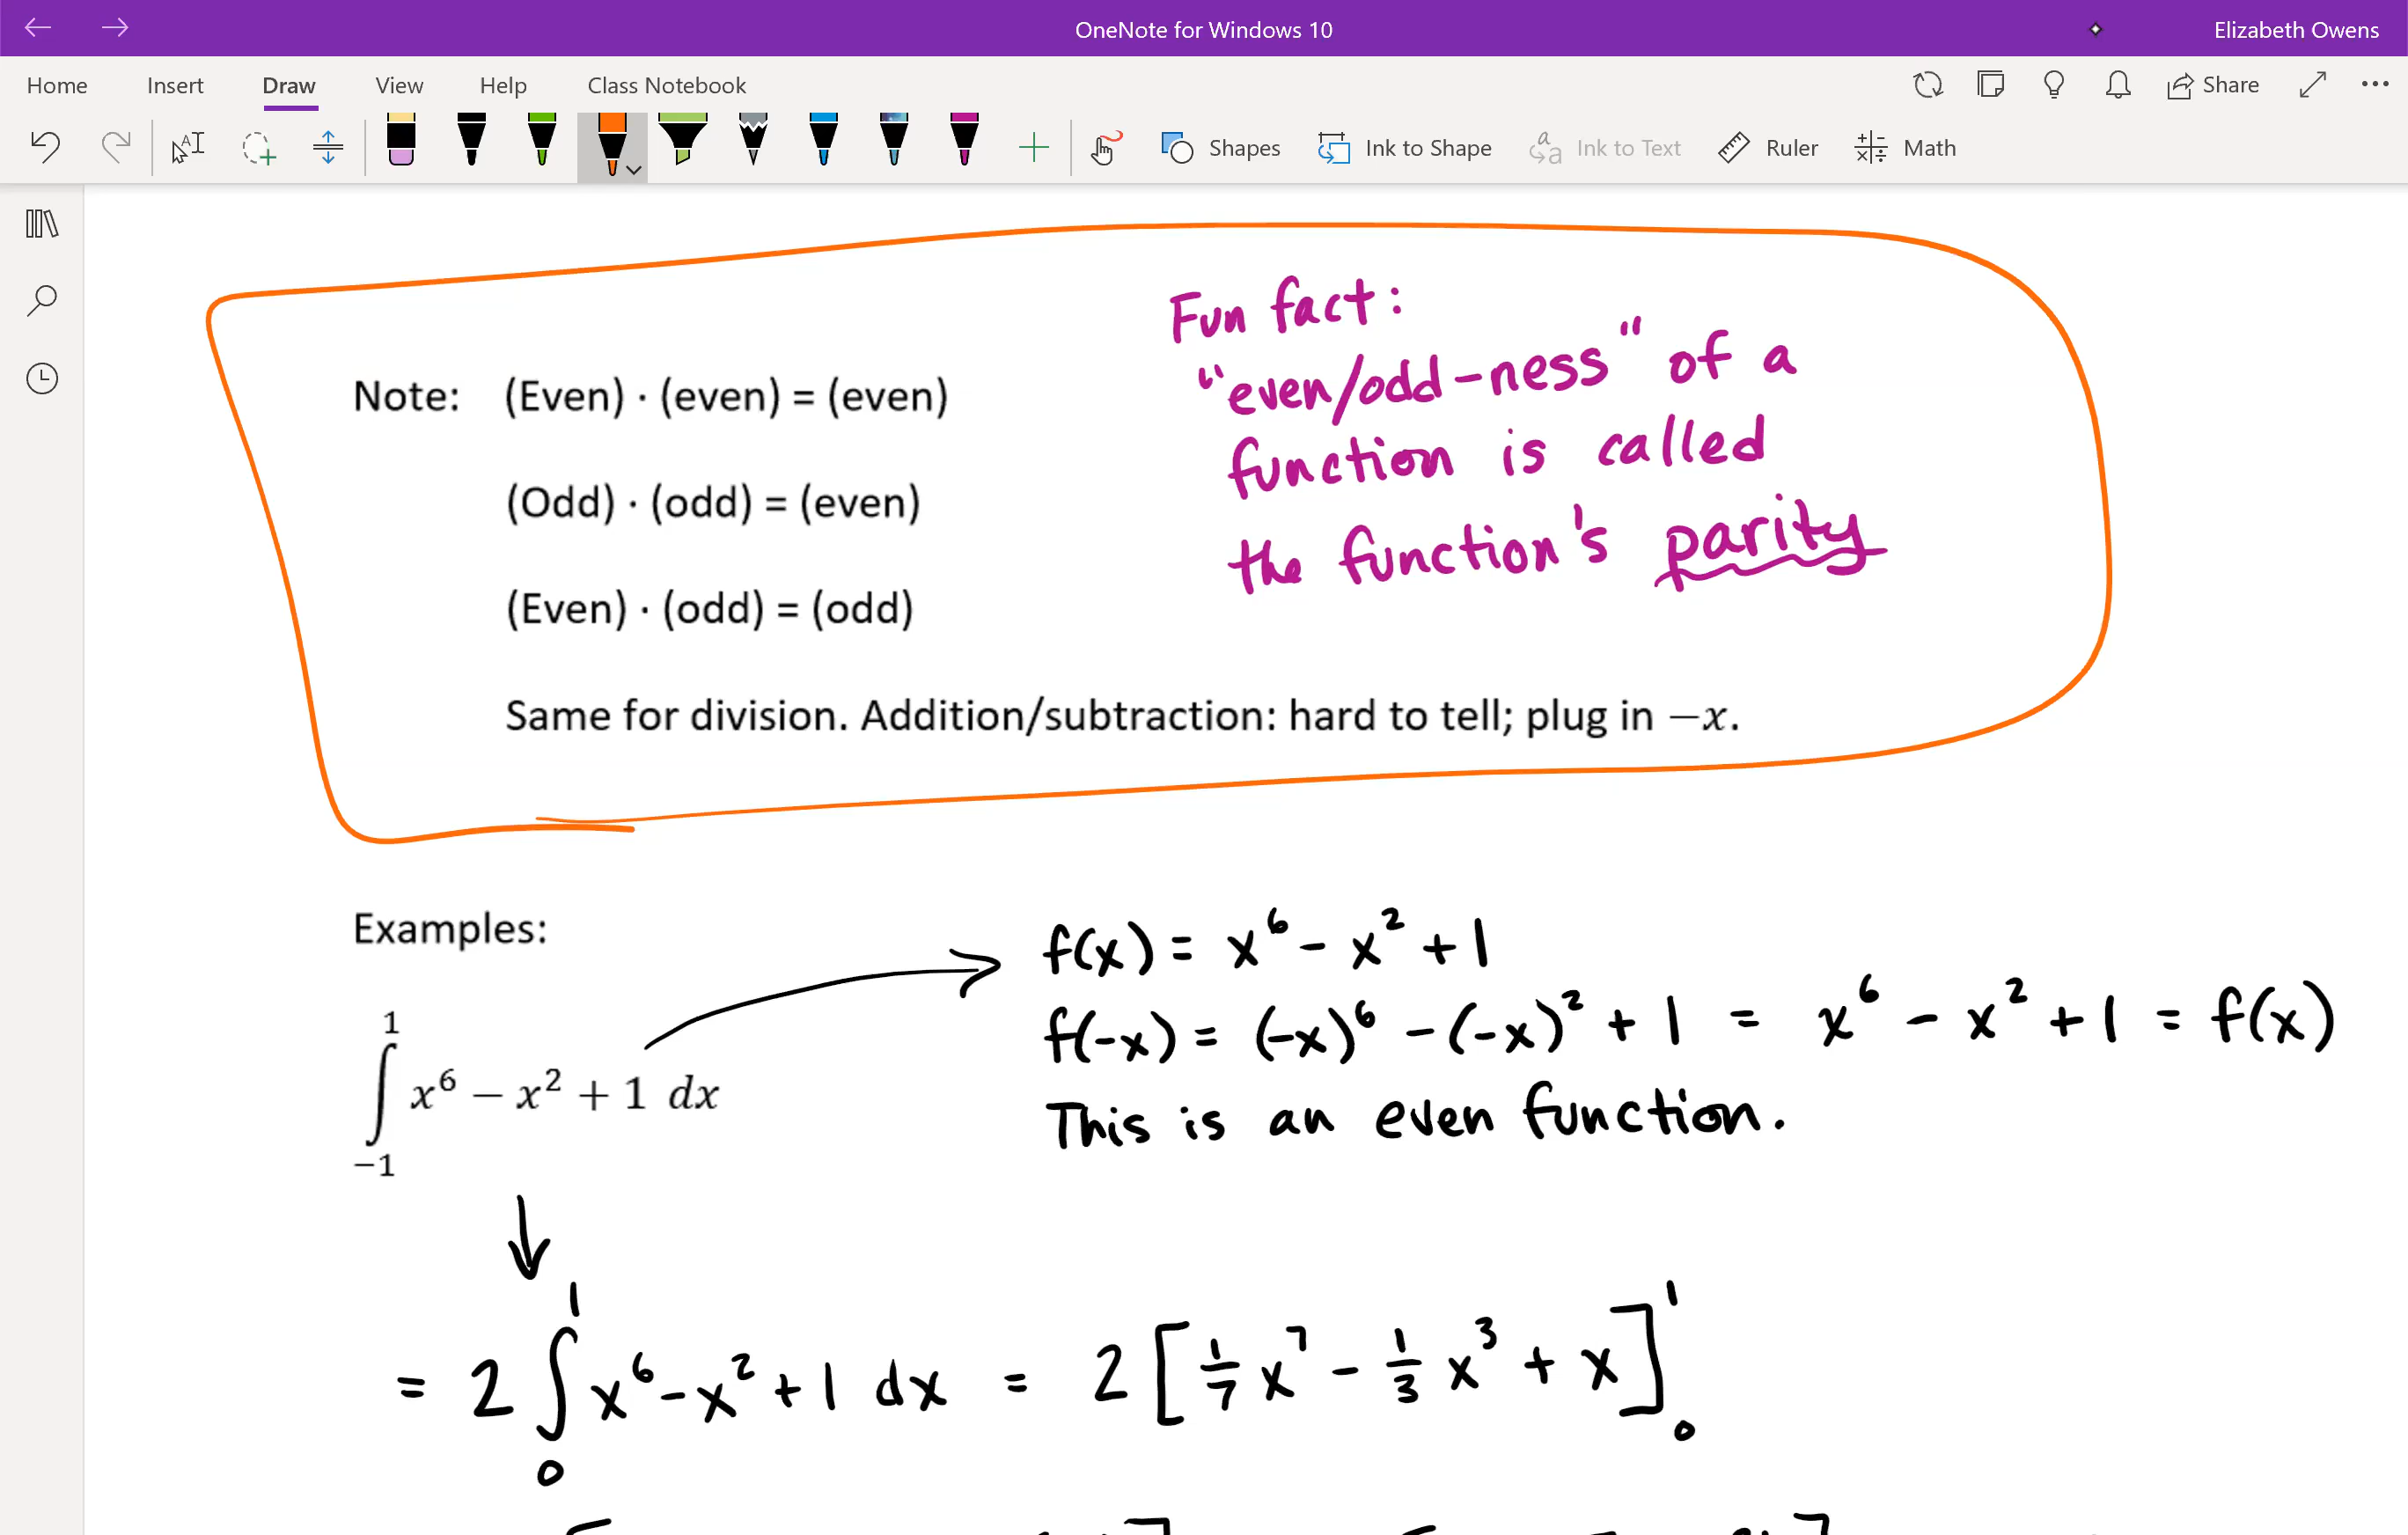 OneNote for Windows 10
Elizabeth Owens
Home Insert Draw View Help Class Notebook Share
Shapes Ink to Shape Ink to Text Ruler Math
Fun fact:
"even/odd-ness" of a
function is called
the function's parity
Note: (Even) · (even) = (even)
(Odd) · (odd) = (even)
(Even) · (odd) = (odd)
Same for division. Addition/subtraction: hard to tell; plug in −x.
Examples:
∫₋₁¹ x⁶ − x² + 1 dx
f(x) = x⁶ − x² + 1
f(-x) = (-x)⁶ − (-x)² + 1 = x⁶ − x² + 1 = f(x)
This is an even function.
= 2 ∫₀¹ x⁶ − x² + 1 dx = 2 [1/7 x⁷ − 1/3 x³ + x]₀¹